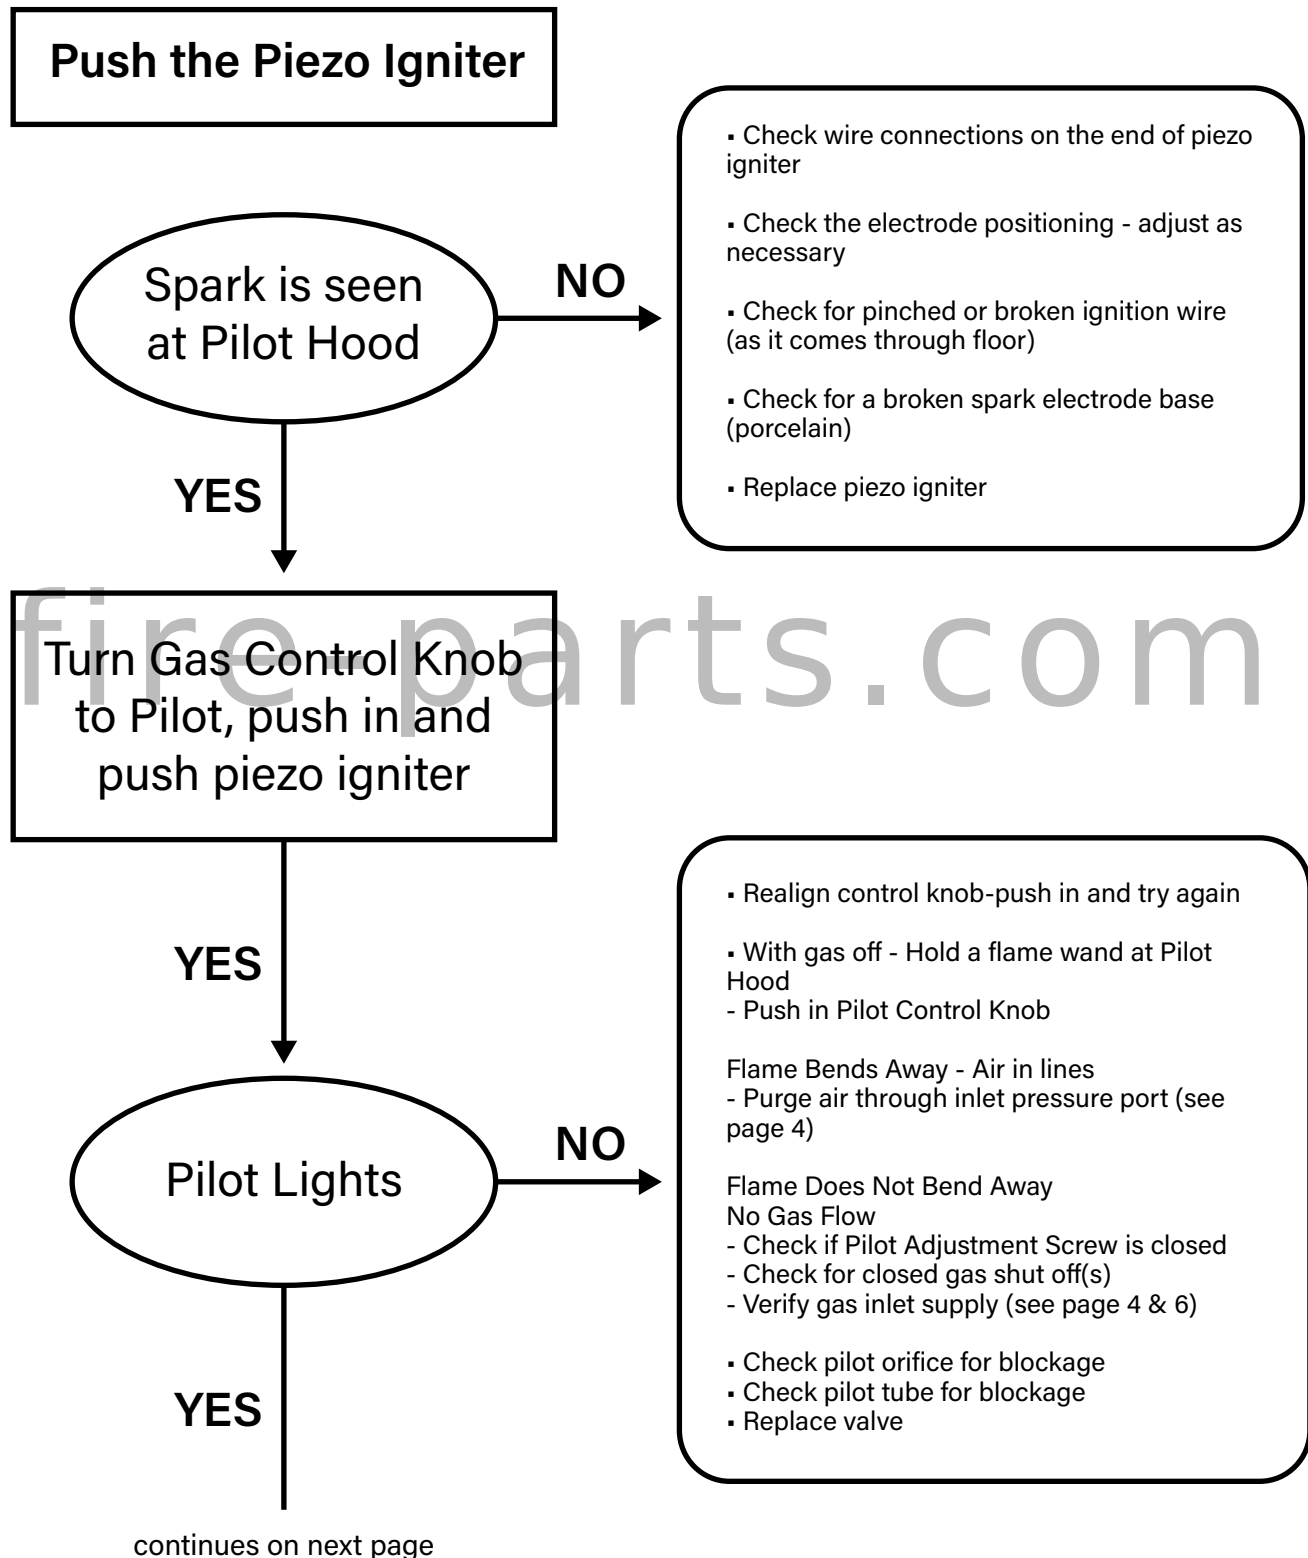 Push the Piezo Igniter
Spark is seen
at Pilot Hood
NO
▪ Check wire connections on the end of piezo
igniter
▪ Check the electrode positioning - adjust as
necessary
▪ Check for pinched or broken ignition wire
(as it comes through floor)
▪ Check for a broken spark electrode base
(porcelain)
▪ Replace piezo igniter
YES
fire-parts.com
Turn Gas Control Knob
to Pilot, push in and
push piezo igniter
YES
Pilot Lights
NO
▪ Realign control knob-push in and try again
▪ With gas off - Hold a flame wand at Pilot
Hood
- Push in Pilot Control Knob
Flame Bends Away - Air in lines
- Purge air through inlet pressure port (see
page 4)
Flame Does Not Bend Away
No Gas Flow
- Check if Pilot Adjustment Screw is closed
- Check for closed gas shut off(s)
- Verify gas inlet supply (see page 4 & 6)
▪ Check pilot orifice for blockage
▪ Check pilot tube for blockage
▪ Replace valve
YES
continues on next page